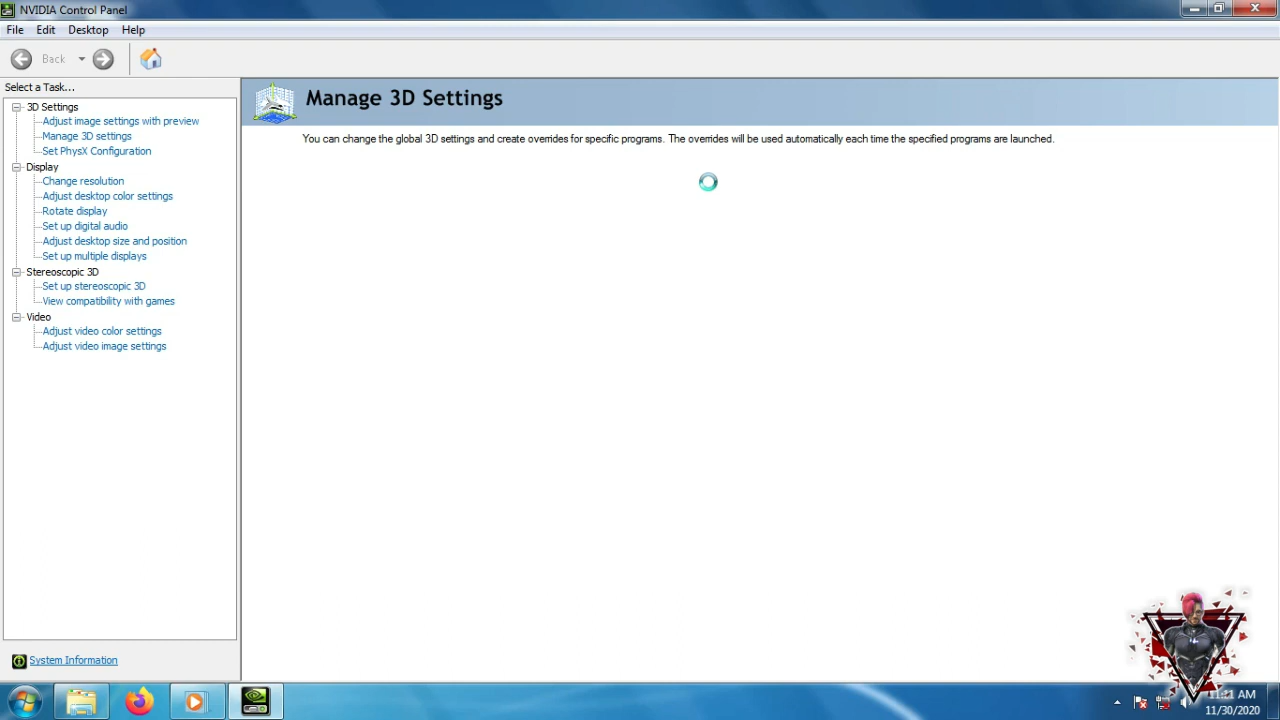 NVIDIA Control Panel
File Edit Desktop Help
Back
Select a Task...
3D Settings
Adjust image settings with preview
Manage 3D settings
Set PhysX Configuration
Display
Change resolution
Adjust desktop color settings
Rotate display
Set up digital audio
Adjust desktop size and position
Set up multiple displays
Stereoscopic 3D
Set up stereoscopic 3D
View compatibility with games
Video
Adjust video color settings
Adjust video image settings
System Information
Manage 3D Settings
You can change the global 3D settings and create overrides for specific programs. The overrides will be used automatically each time the specified programs are launched.
11:11 AM
11/30/2020